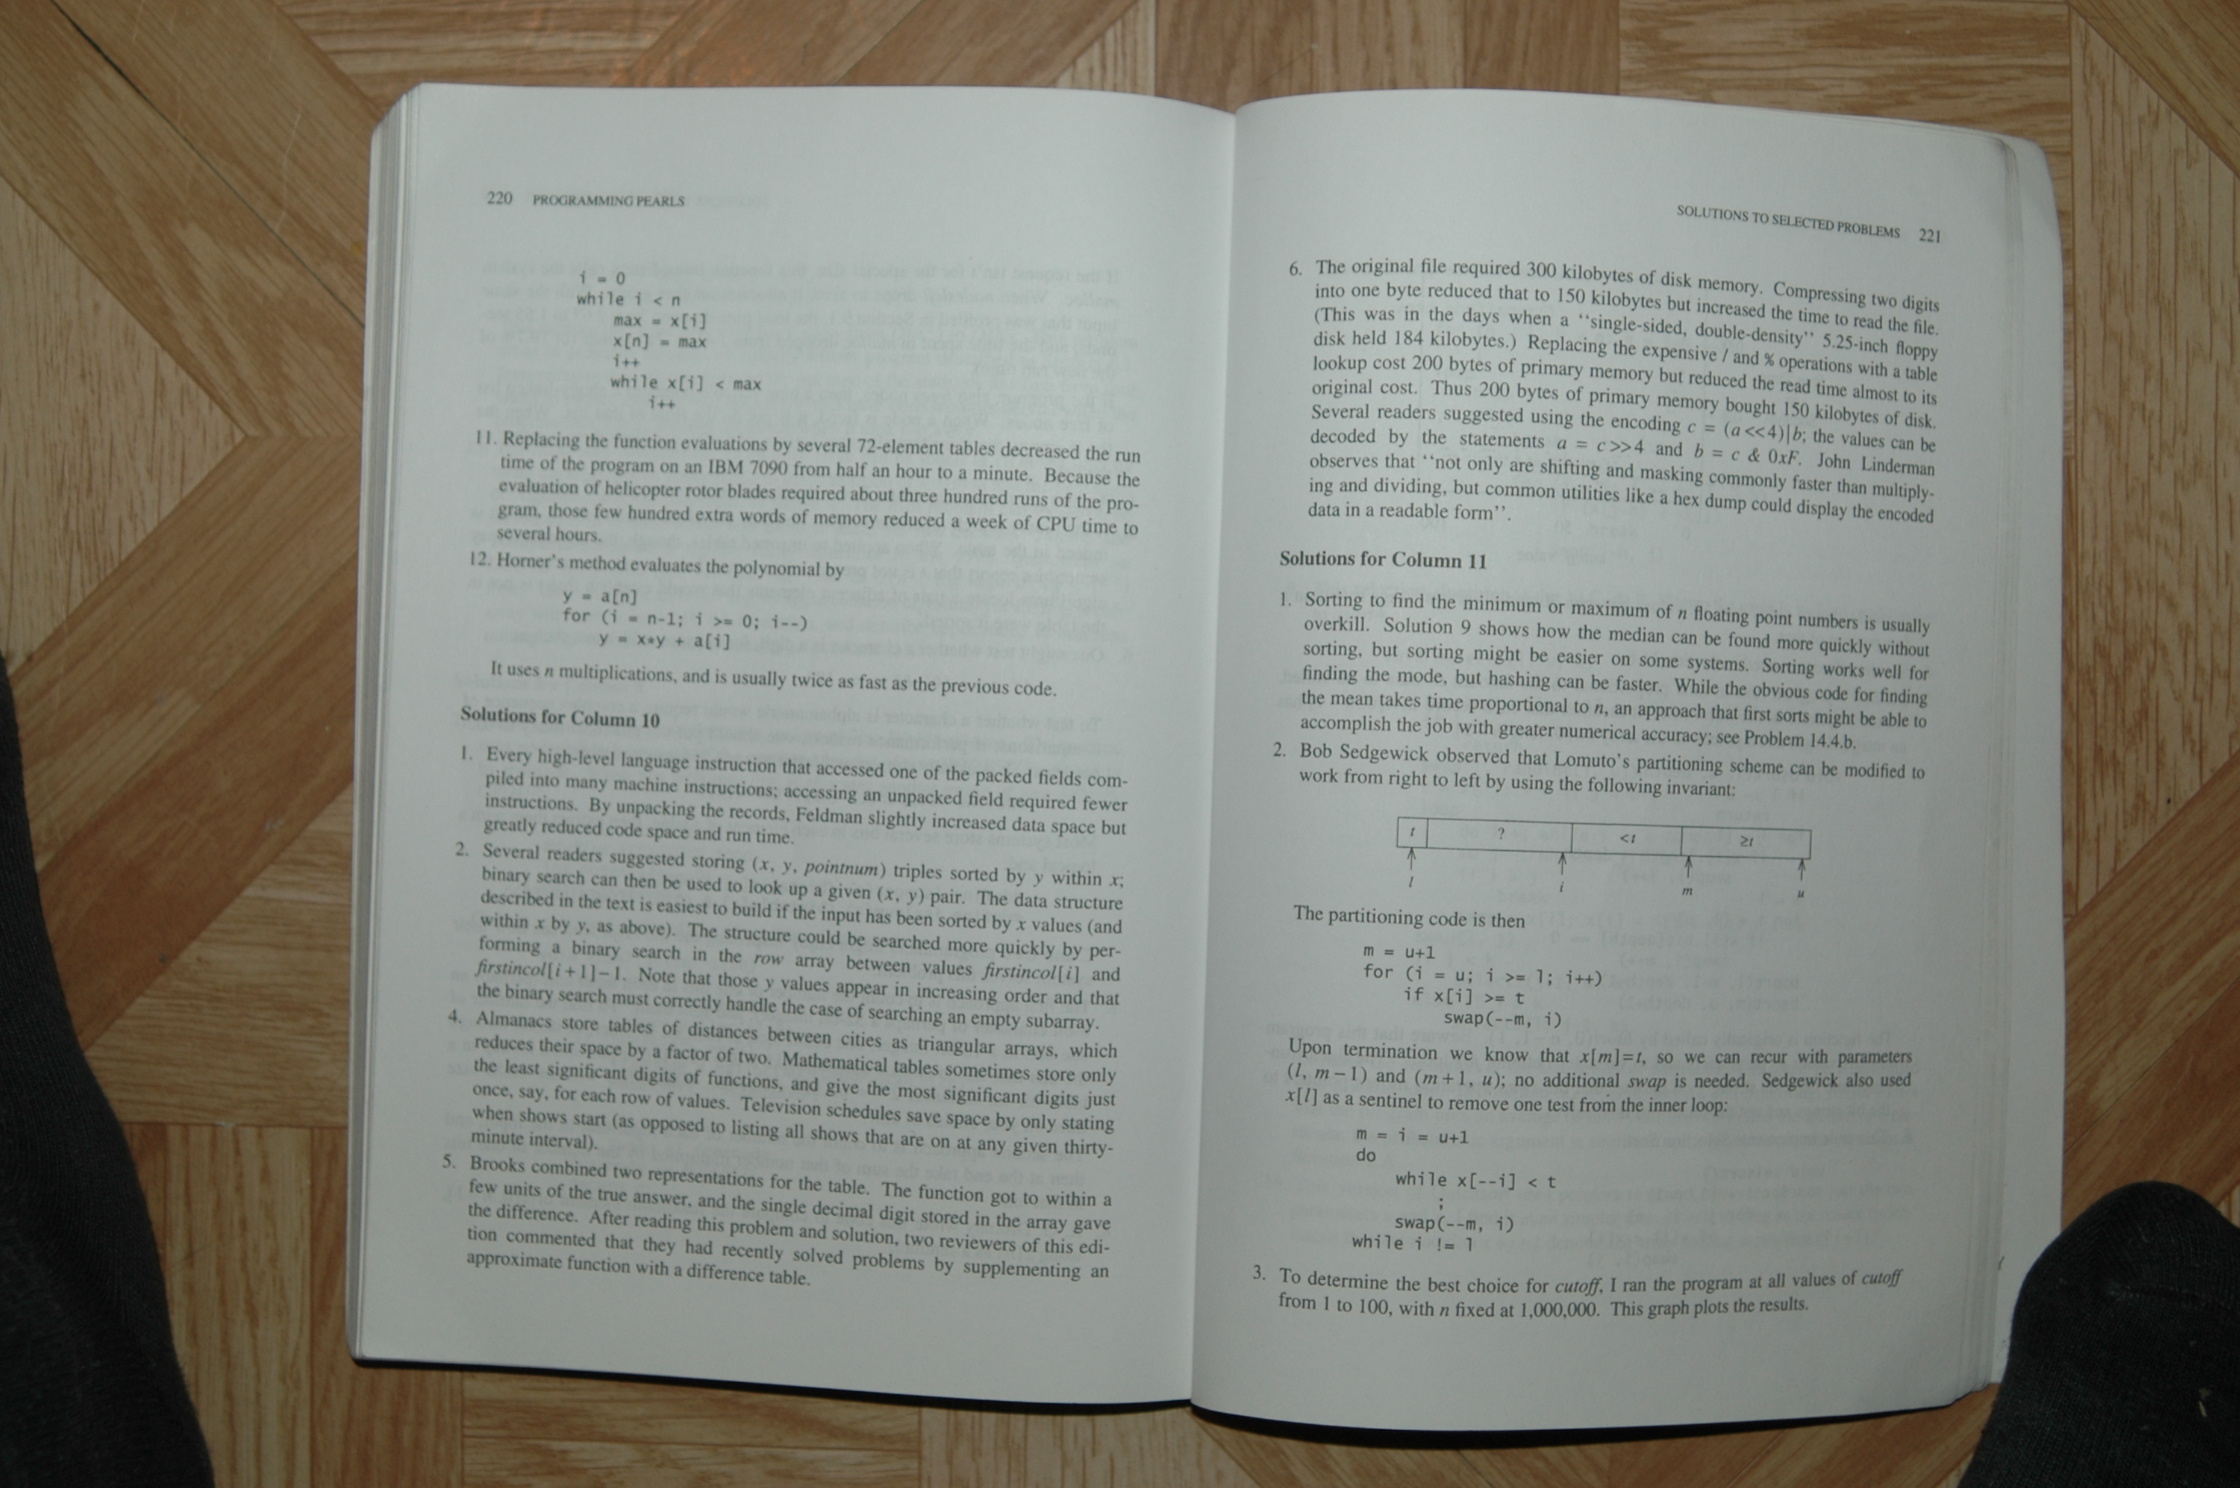 220 PROGRAMMING PEARLS
i = 0
while i < n
max = x[i]
x[n] = max
i++
while x[i] < max
i++
11. Replacing the function evaluations by several 72-element tables decreased the run
time of the program on an IBM 7090 from half an hour to a minute. Because the
evaluation of helicopter rotor blades required about three hundred runs of the pro-
gram, those few hundred extra words of memory reduced a week of CPU time to
several hours.
12. Horner's method evaluates the polynomial by
y = a[n]
for (i = n-1; i >= 0; i--)
y = x*y + a[i]
It uses n multiplications, and is usually twice as fast as the previous code.
Solutions for Column 10
1. Every high-level language instruction that accessed one of the packed fields com-
piled into many machine instructions; accessing an unpacked field required fewer
instructions. By unpacking the records, Feldman slightly increased data space but
greatly reduced code space and run time.
2. Several readers suggested storing (x, y, pointnum) triples sorted by y within x;
binary search can then be used to look up a given (x, y) pair. The data structure
described in the text is easiest to build if the input has been sorted by x values (and
within x by y, as above). The structure could be searched more quickly by per-
forming a binary search in the row array between values firstincol[i] and
firstincol[i+1]-1. Note that those y values appear in increasing order and that
the binary search must correctly handle the case of searching an empty subarray.
4. Almanacs store tables of distances between cities as triangular arrays, which
reduces their space by a factor of two. Mathematical tables sometimes store only
the least significant digits of functions, and give the most significant digits just
once, say, for each row of values. Television schedules save space by only stating
when shows start (as opposed to listing all shows that are on at any given thirty-
minute interval).
5. Brooks combined two representations for the table. The function got to within a
few units of the true answer, and the single decimal digit stored in the array gave
the difference. After reading this problem and solution, two reviewers of this edi-
tion commented that they had recently solved problems by supplementing an
approximate function with a difference table.
SOLUTIONS TO SELECTED PROBLEMS 221
6. The original file required 300 kilobytes of disk memory. Compressing two digits
into one byte reduced that to 150 kilobytes but increased the time to read the file.
(This was in the days when a ‘‘single-sided, double-density’’ 5.25-inch floppy
disk held 184 kilobytes.) Replacing the expensive / and % operations with a table
lookup cost 200 bytes of primary memory but reduced the read time almost to its
original cost. Thus 200 bytes of primary memory bought 150 kilobytes of disk.
Several readers suggested using the encoding c = (a<<4)|b; the values can be
decoded by the statements a = c>>4 and b = c & 0xF. John Linderman
observes that ‘‘not only are shifting and masking commonly faster than multiply-
ing and dividing, but common utilities like a hex dump could display the encoded
data in a readable form’’.
Solutions for Column 11
1. Sorting to find the minimum or maximum of n floating point numbers is usually
overkill. Solution 9 shows how the median can be found more quickly without
sorting, but sorting might be easier on some systems. Sorting works well for
finding the mode, but hashing can be faster. While the obvious code for finding
the mean takes time proportional to n, an approach that first sorts might be able to
accomplish the job with greater numerical accuracy; see Problem 14.4.b.
2. Bob Sedgewick observed that Lomuto's partitioning scheme can be modified to
work from right to left by using the following invariant:
t ? <t ≥t
l i m u
The partitioning code is then
m = u+1
for (i = u; i >= l; i++)
if x[i] >= t
swap(--m, i)
Upon termination we know that x[m]=t, so we can recur with parameters
(l, m-1) and (m+1, u); no additional swap is needed. Sedgewick also used
x[l] as a sentinel to remove one test from the inner loop:
m = i = u+1
do
while x[--i] < t
;
swap(--m, i)
while i != l
3. To determine the best choice for cutoff, I ran the program at all values of cutoff
from 1 to 100, with n fixed at 1,000,000. This graph plots the results.